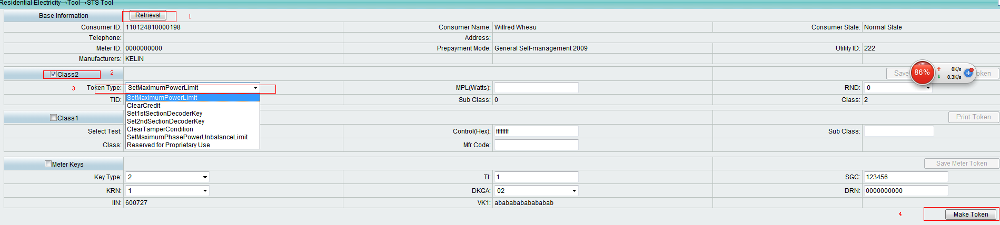 Residential Electricity→Tool→STS Tool
Base Information Retrieval 1
Consumer ID: 110124810000198 Consumer Name: Wilfred Whesu Consumer State: Normal State
Telephone: Address:
Meter ID: 0000000000 Prepayment Mode: General Self-management 2009 Utility ID: 222
Manufacturers: KELIN
Class2 2 Save Token
86% 0K/s
0.3K/s
3 Token Type: SetMaximumPowerLimit MPL(Watts): RND: 0
TID: SetMaximumPowerLimit Sub Class: 0 Class: 2
ClearCredit
Set1stSectionDecoderKey
Class1 Print Token
Set2ndSectionDecoderKey
Select Test: ClearTamperCondition Control(Hex): ffffffff Sub Class:
SetMaximumPhasePowerUnbalanceLimit
Class: Reserved for Proprietary Use Mfr Code:
Meter Keys Save Meter Token
Key Type: 2 TI: 1 SGC: 123456
KRN: 1 DKGA: 02 DRN: 0000000000
IIN: 600727 VK1: abababababababab
4 Make Token